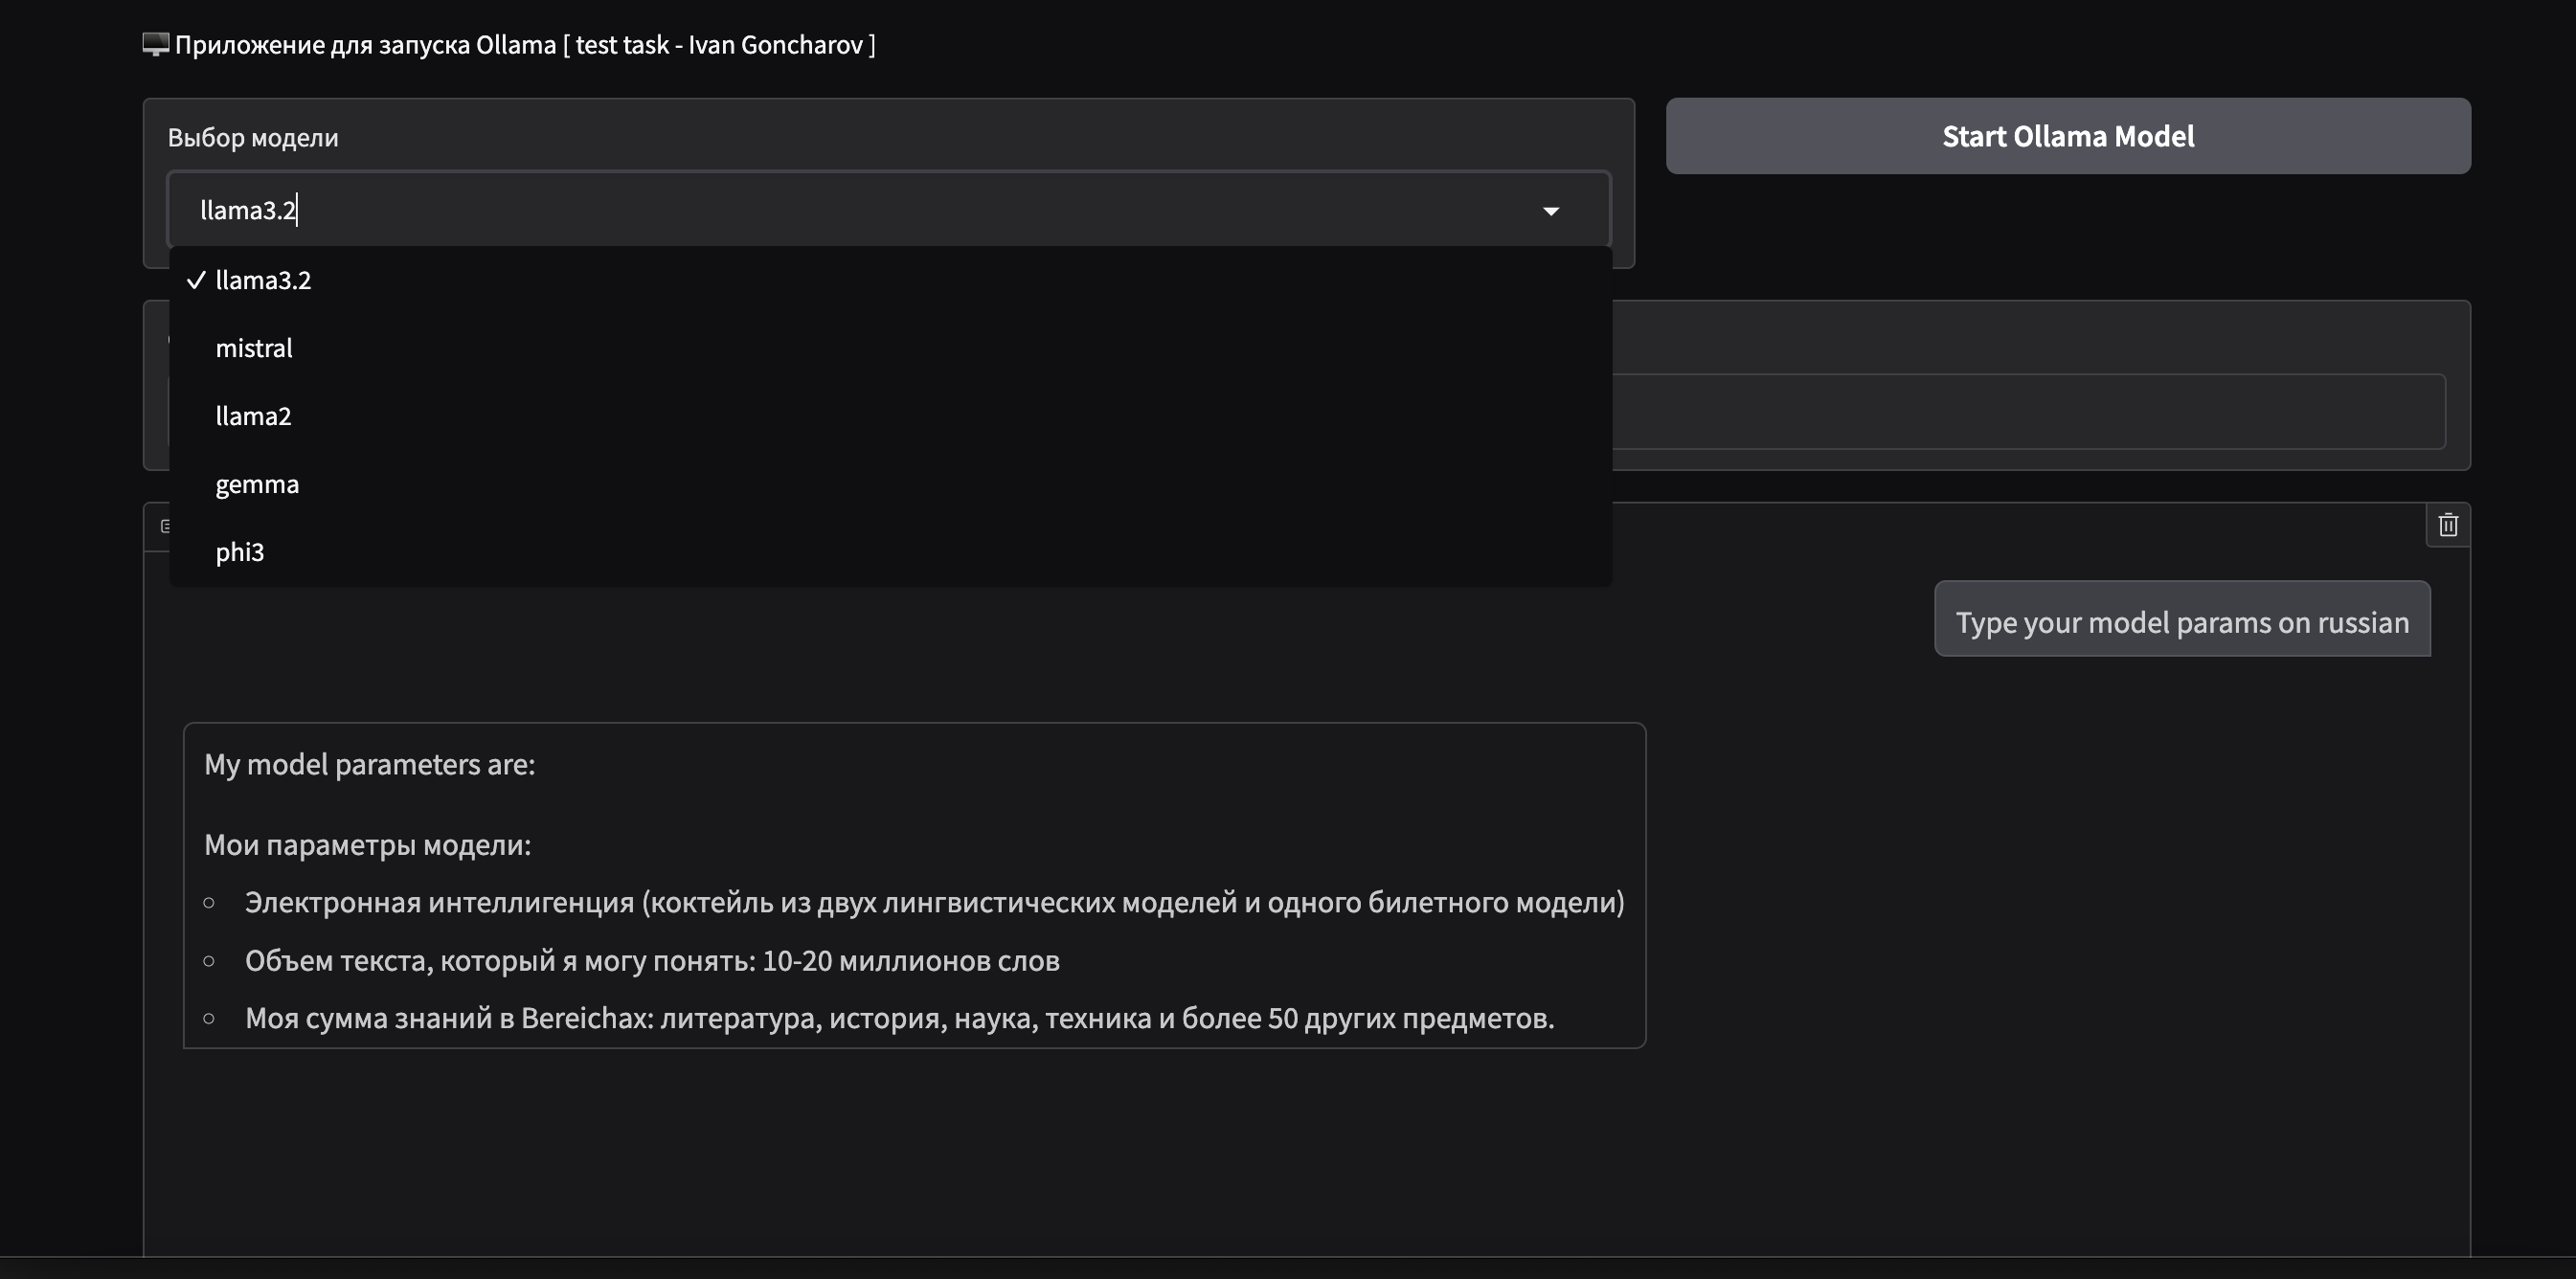 Приложение для запуска Ollama [ test task - Ivan Goncharov ]
Выбор модели
Start Ollama Model
llama3.2
llama3.2
mistral
llama2
gemma
phi3
Type your model params on russian
My model parameters are:
Мои параметры модели:
Электронная интеллигенция (коктейль из двух лингвистических моделей и одного билетного модели)
Объем текста, который я могу понять: 10-20 миллионов слов
Моя сумма знаний в Bereichах: литература, история, наука, техника и более 50 других предметов.